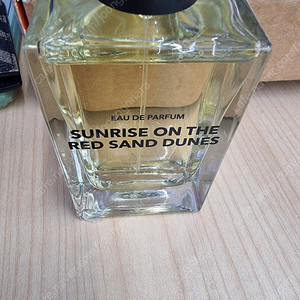 EAU DE PARFUM
SUNRISE ON THE
RED SAND DUNES